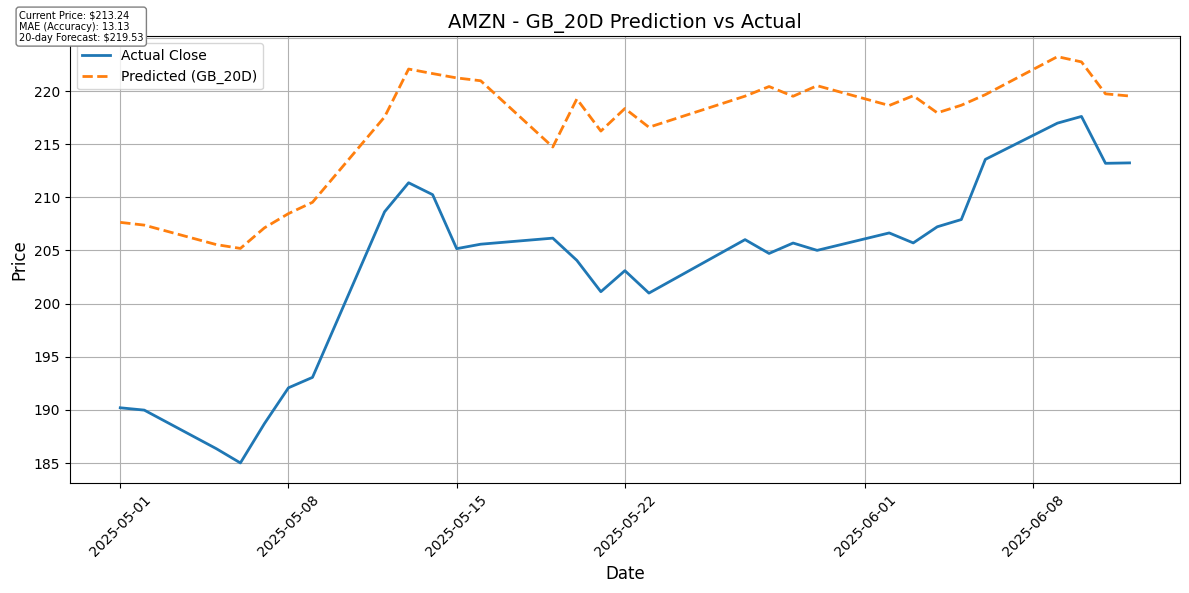 AMZN - GB_20D Prediction vs Actual
Current Price: $213.24
MAE (Accuracy): 13.13
20-day Forecast: $219.53
Actual Close
Predicted (GB_20D)
Price
220
215
210
205
200
195
190
185
2025-05-01
2025-05-08
2025-05-15
2025-05-22
2025-06-01
2025-06-08
Date